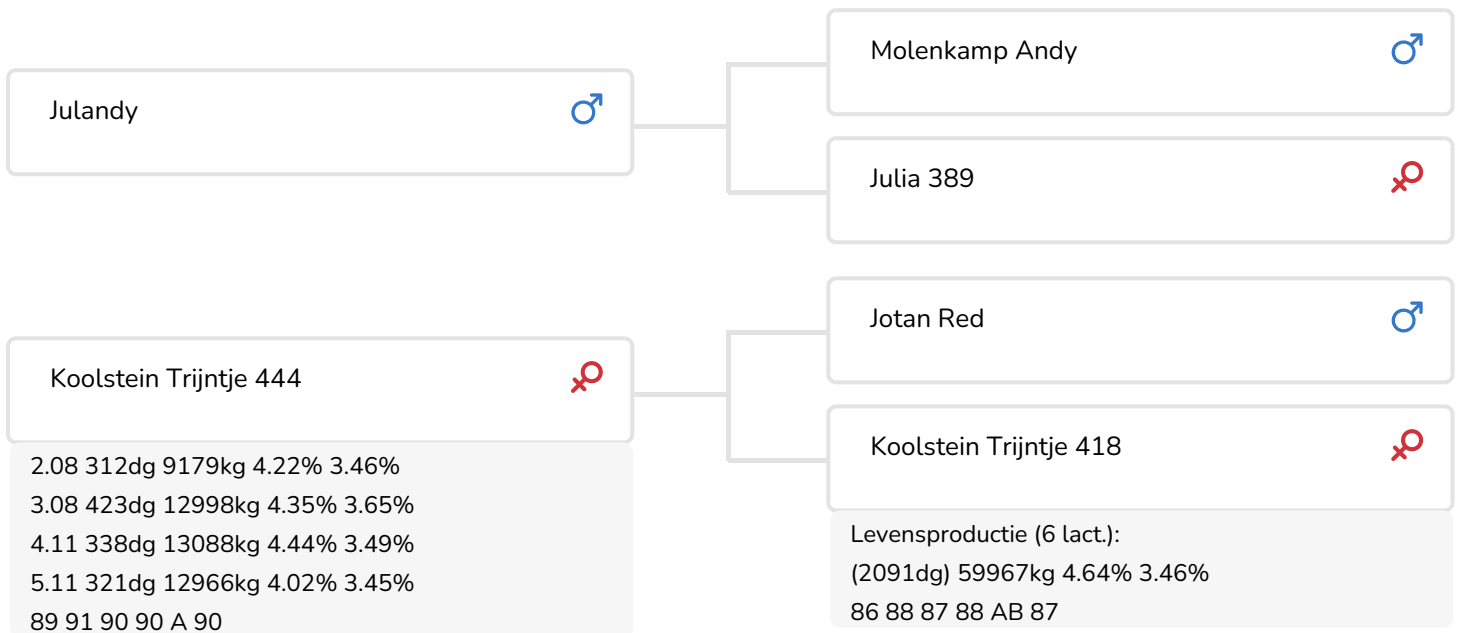 Julandy
Molenkamp Andy
Julia 389
Koolstein Trijntje 444
2.08 312dg 9179kg 4.22% 3.46%
3.08 423dg 12998kg 4.35% 3.65%
4.11 338dg 13088kg 4.44% 3.49%
5.11 321dg 12966kg 4.02% 3.45%
89 91 90 90 A 90
Jotan Red
Koolstein Trijntje 418
Levensproductie (6 lact.):
(2091dg) 59967kg 4.64% 3.46%
86 88 87 88 AB 87